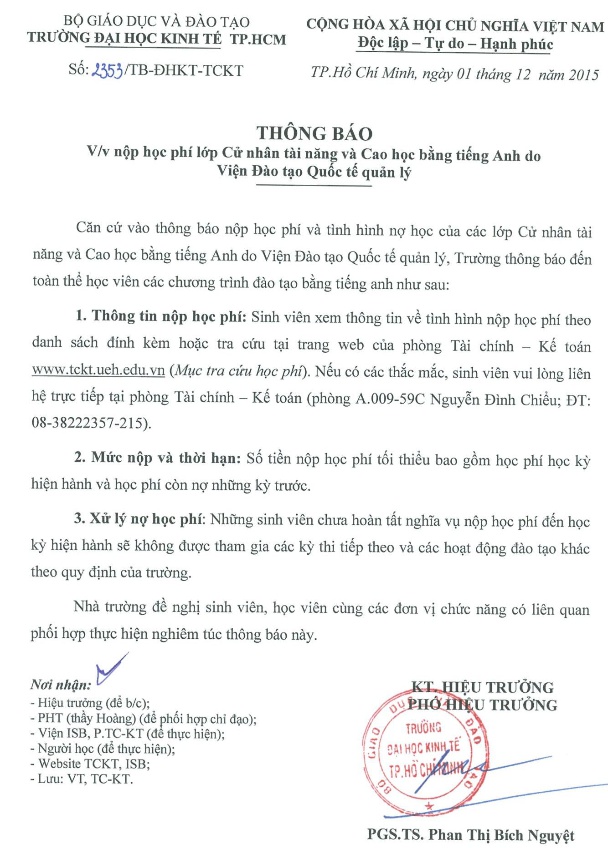 BỘ GIÁO DỤC VÀ ĐÀO TẠO
TRƯỜNG ĐẠI HỌC KINH TẾ TP.HCM
Số: 2353/TB-ĐHKT-TCKT
CỘNG HÒA XÃ HỘI CHỦ NGHĨA VIỆT NAM
Độc lập – Tự do – Hạnh phúc
TP.Hồ Chí Minh, ngày 01 tháng 12 năm 2015
THÔNG BÁO
V/v nộp học phí lớp Cử nhân tài năng và Cao học bằng tiếng Anh do
Viện Đào tạo Quốc tế quản lý
Căn cứ vào thông báo nộp học phí và tình hình nợ học của các lớp Cử nhân tài
năng và Cao học bằng tiếng Anh do Viện Đào tạo Quốc tế quản lý, Trường thông báo đến
toàn thể học viên các chương trình đào tạo bằng tiếng anh như sau:
1. Thông tin nộp học phí: Sinh viên xem thông tin về tình hình nộp học phí theo
danh sách đính kèm hoặc tra cứu tại trang web của phòng Tài chính – Kế toán
www.tckt.ueh.edu.vn (Mục tra cứu học phí). Nếu có các thắc mắc, sinh viên vui lòng liên
hệ trực tiếp tại phòng Tài chính – Kế toán (phòng A.009-59C Nguyễn Đình Chiểu; ĐT:
08-38222357-215).
2. Mức nộp và thời hạn: Số tiền nộp học phí tối thiểu bao gồm học phí học kỳ
hiện hành và học phí còn nợ những kỳ trước.
3. Xử lý nợ học phí: Những sinh viên chưa hoàn tất nghĩa vụ nộp học phí đến học
kỳ hiện hành sẽ không được tham gia các kỳ thi tiếp theo và các hoạt động đào tạo khác
theo quy định của trường.
Nhà trường đề nghị sinh viên, học viên cùng các đơn vị chức năng có liên quan
phối hợp thực hiện nghiêm túc thông báo này.
Nơi nhận:
- Hiệu trưởng (để b/c);
- PHT (thầy Hoàng) (để phối hợp chỉ đạo);
- Viện ISB, P.TC-KT (để thực hiện);
- Người học (để thực hiện);
- Website TCKT, ISB;
- Lưu: VT, TC-KT.
KT. HIỆU TRƯỞNG
PHÓ HIỆU TRƯỞNG
BỘ GIÁO DỤC VÀ ĐÀO TẠO
TRƯỜNG
ĐẠI HỌC KINH TẾ
TP.HỒ CHÍ MINH
PGS.TS. Phan Thị Bích Nguyệt